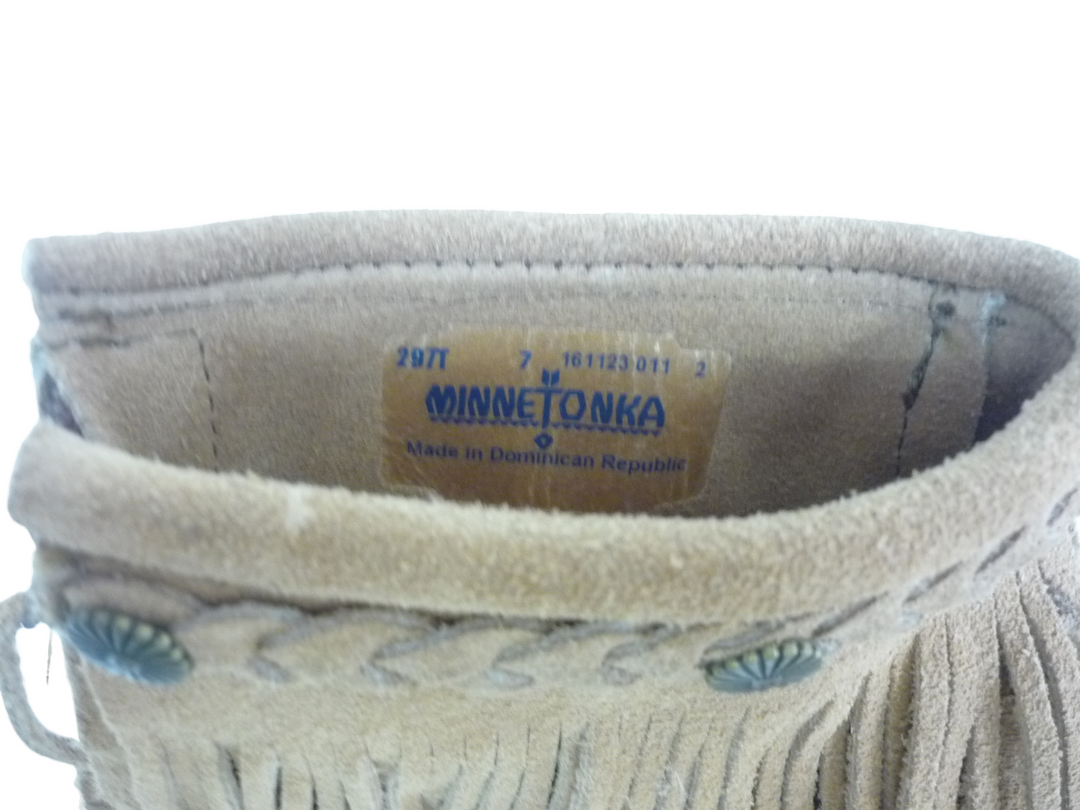 297T 7 161123 011 2
MINNETONKA
Made in Dominican Republic